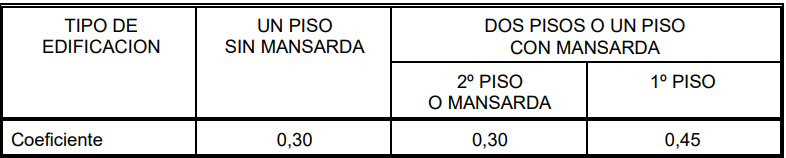 TIPO DE
EDIFICACION
UN PISO
SIN MANSARDA
DOS PISOS O UN PISO
CON MANSARDA
2º PISO
O MANSARDA
1º PISO
Coeficiente 0,30 0,30 0,45